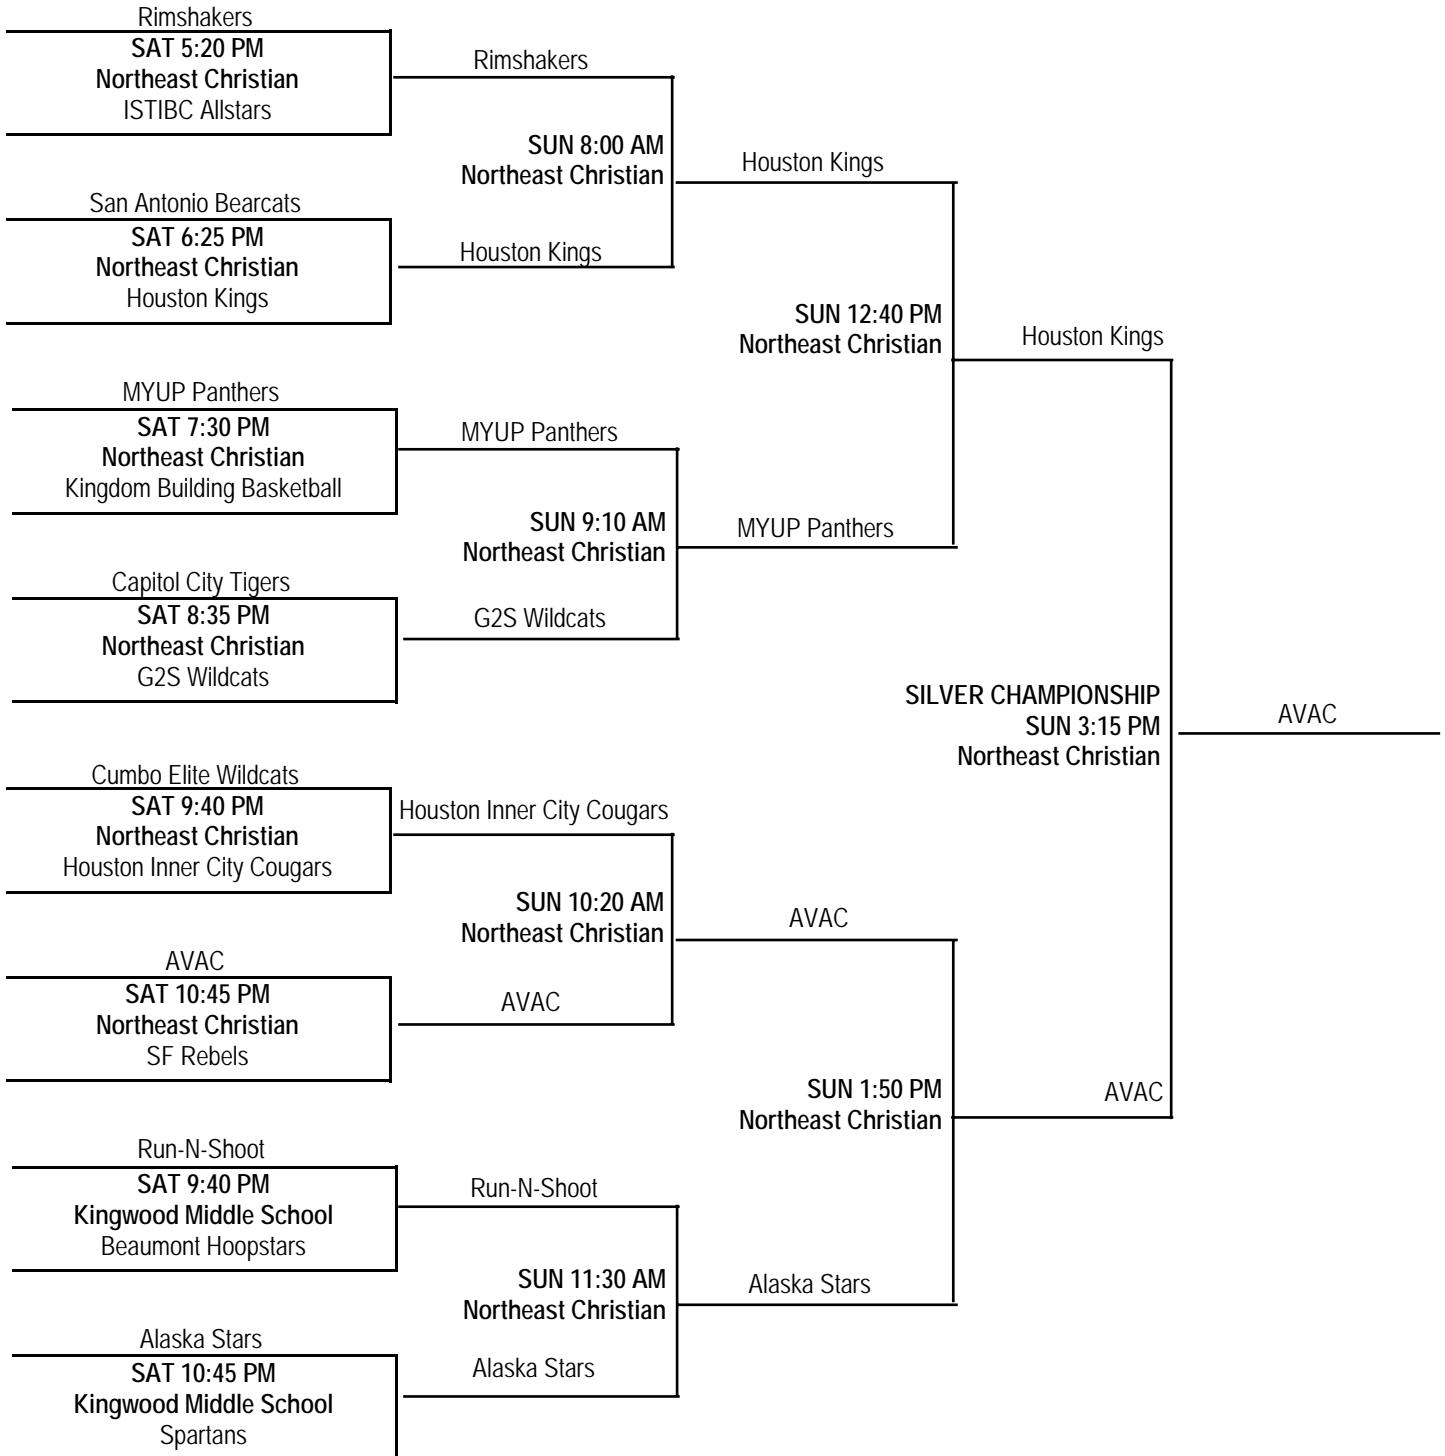 Rimshakers
SAT 5:20 PM
Northeast Christian
ISTIBC Allstars
San Antonio Bearcats
SAT 6:25 PM
Northeast Christian
Houston Kings
MYUP Panthers
SAT 7:30 PM
Northeast Christian
Kingdom Building Basketball
Capitol City Tigers
SAT 8:35 PM
Northeast Christian
G2S Wildcats
Cumbo Elite Wildcats
SAT 9:40 PM
Northeast Christian
Houston Inner City Cougars
AVAC
SAT 10:45 PM
Northeast Christian
SF Rebels
Run-N-Shoot
SAT 9:40 PM
Kingwood Middle School
Beaumont Hoopstars
Alaska Stars
SAT 10:45 PM
Kingwood Middle School
Spartans
Rimshakers
SUN 8:00 AM
Northeast Christian
Houston Kings
MYUP Panthers
SUN 9:10 AM
Northeast Christian
G2S Wildcats
Houston Inner City Cougars
SUN 10:20 AM
Northeast Christian
AVAC
Run-N-Shoot
SUN 11:30 AM
Northeast Christian
Alaska Stars
Houston Kings
SUN 12:40 PM
Northeast Christian
MYUP Panthers
AVAC
SUN 1:50 PM
Northeast Christian
Alaska Stars
Houston Kings
SILVER CHAMPIONSHIP
SUN 3:15 PM
Northeast Christian
AVAC
AVAC